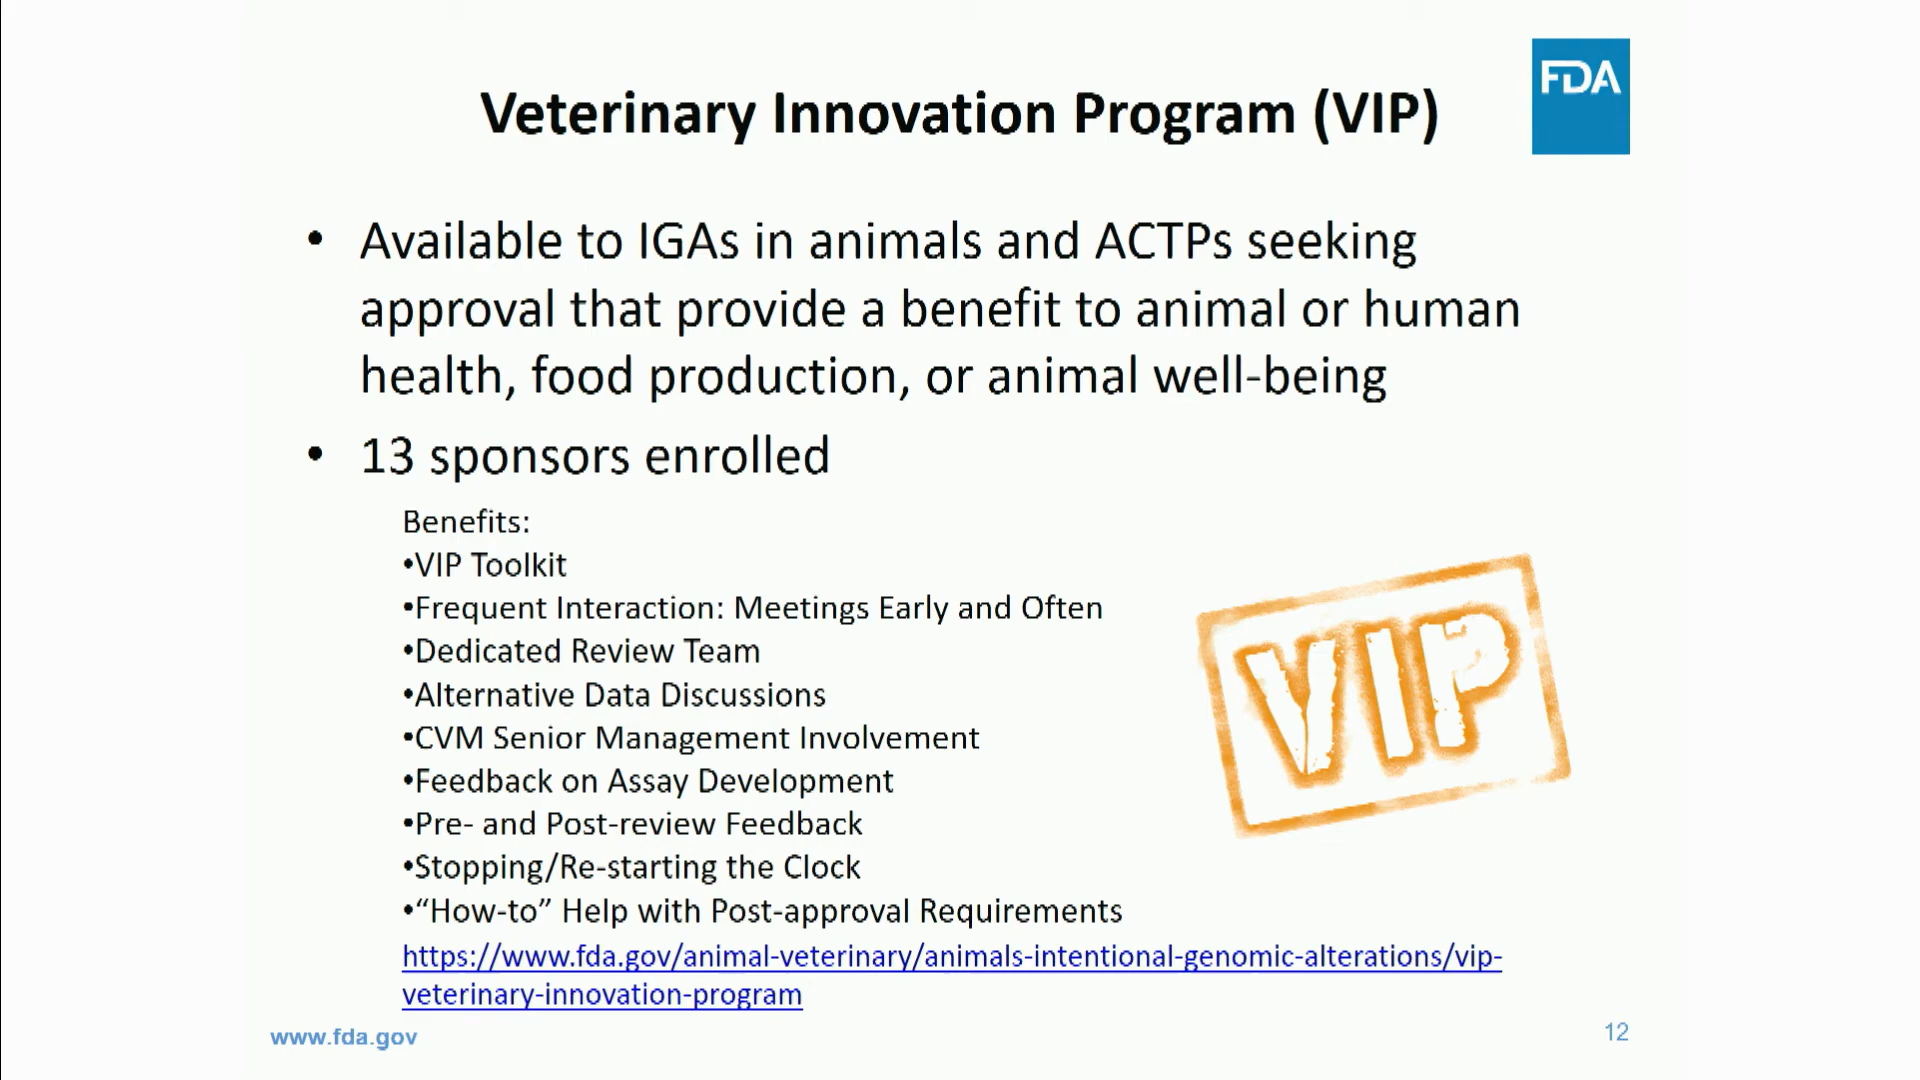 FDA
Veterinary Innovation Program (VIP)
• Available to IGAs in animals and ACTPs seeking
approval that provide a benefit to animal or human
health, food production, or animal well-being
• 13 sponsors enrolled
Benefits:
•VIP Toolkit
•Frequent Interaction: Meetings Early and Often
•Dedicated Review Team
•Alternative Data Discussions
•CVM Senior Management Involvement
•Feedback on Assay Development
•Pre- and Post-review Feedback
•Stopping/Re-starting the Clock
•“How-to” Help with Post-approval Requirements
https://www.fda.gov/animal-veterinary/animals-intentional-genomic-alterations/vip-
veterinary-innovation-program
VIP
www.fda.gov
12